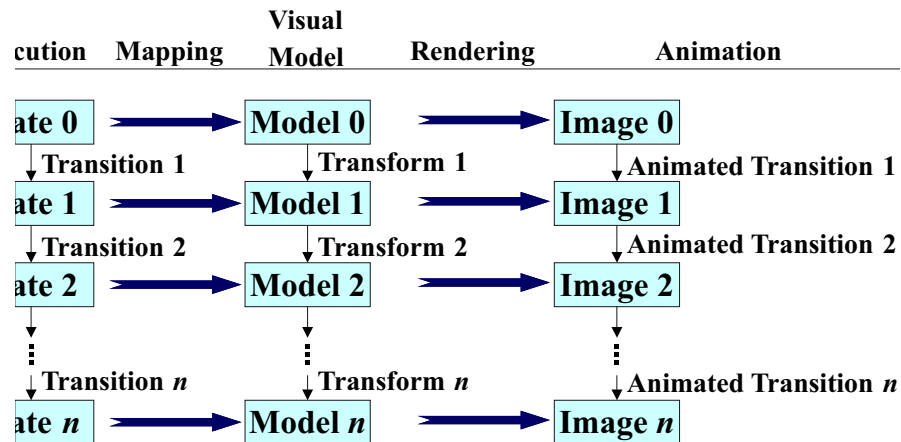 Visual
cution Mapping Model Rendering Animation
ate 0 Model 0 Image 0
Transition 1 Transform 1 Animated Transition 1
ate 1 Model 1 Image 1
Transition 2 Transform 2 Animated Transition 2
ate 2 Model 2 Image 2
Transition n Transform n Animated Transition n
ate n Model n Image n